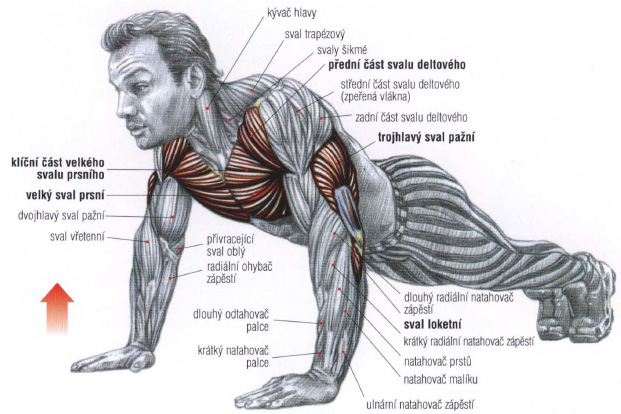 kývač hlavy
sval trapézový
svaly šikmé
přední část svalu deltového
střední část svalu deltového
(zpeřená vlákna)
zadní část svalu deltového
trojhlavý sval pažní
klíční část velkého
svalu prsního
velký sval prsní
dvojhlavý sval pažní
sval vřetenní
přivracející
sval oblý
radiální ohybač
zápěstí
dlouhý odtahovač
palce
krátký natahovač
palce
dlouhý radiální natahovač
zápěstí
sval loketní
krátký radiální natahovač zápěstí
natahovač prstů
natahovač malíku
ulnární natahovač zápěstí